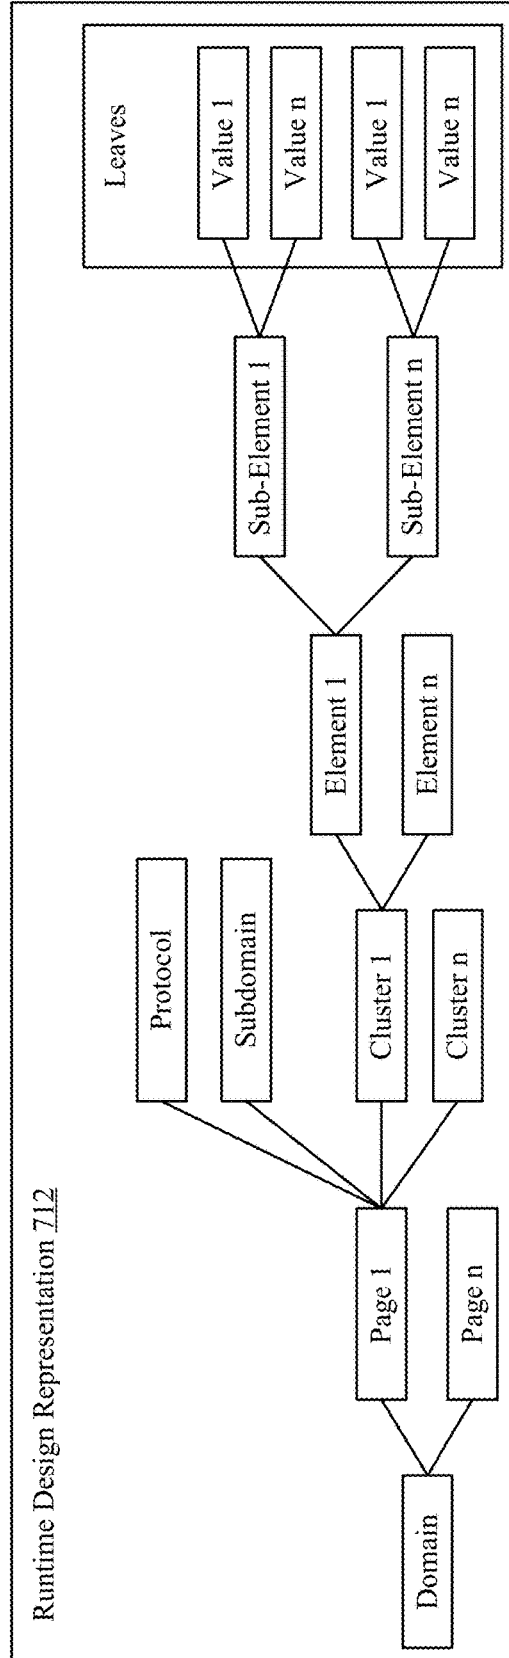 Runtime Design Representation 712
Domain
Page 1
Page n
Protocol
Subdomain
Cluster 1
Cluster n
Element 1
Element n
Sub-Element 1
Sub-Element n
Leaves
Value 1
Value n
Value 1
Value n